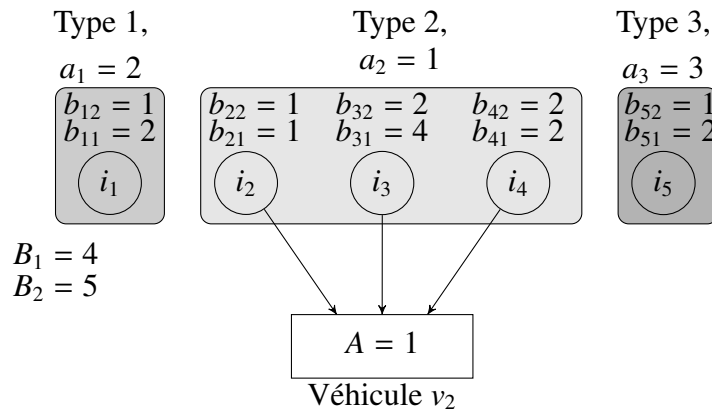 Type 1,
a₁ = 2
b₁₂ = 1
b₁₁ = 2
i₁
Type 2,
a₂ = 1
b₂₂ = 1 b₃₂ = 2 b₄₂ = 2
b₂₁ = 1 b₃₁ = 4 b₄₁ = 2
i₂ i₃ i₄
Type 3,
a₃ = 3
b₅₂ = 1
b₅₁ = 2
i₅
B₁ = 4
B₂ = 5
A = 1
Véhicule v₂